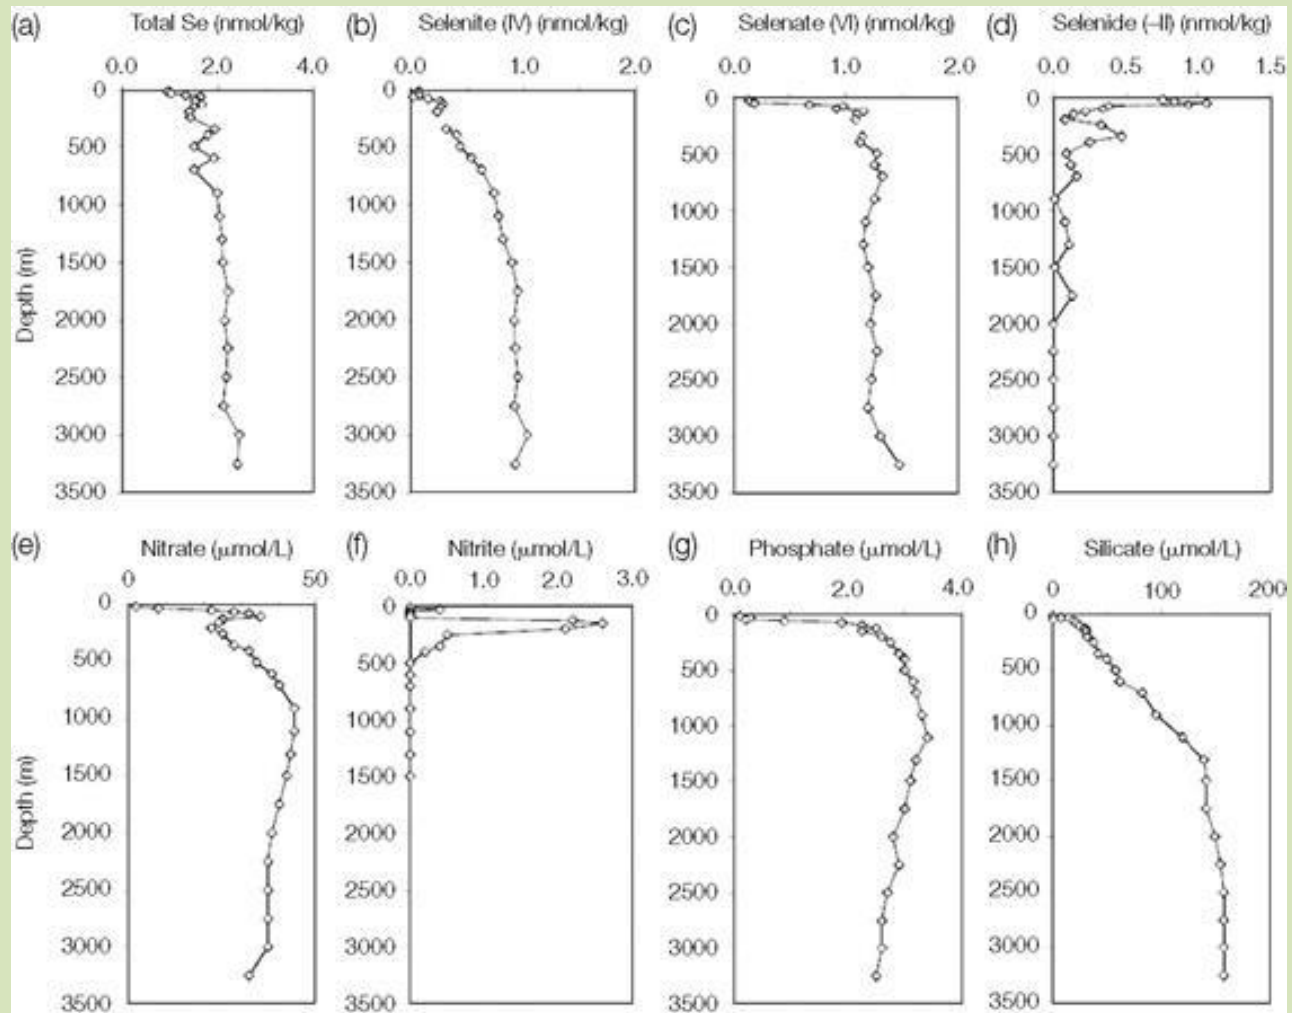 (a) Total Se (nmol/kg) (b) Selenite (IV) (nmol/kg) (c) Selenate (VI) (nmol/kg) (d) Selenide (–II) (nmol/kg)
0.0 2.0 4.0 0.0 1.0 2.0 0.0 1.0 2.0 0.0 0.5 1.0 1.5
0 0 0 0
500 500 500 500
1000 1000 1000 1000
1500 1500 1500 1500
2000 2000 2000 2000
2500 2500 2500 2500
3000 3000 3000 3000
3500 3500 3500 3500
Depth (m)
(e) Nitrate (μmol/L) (f) Nitrite (μmol/L) (g) Phosphate (μmol/L) (h) Silicate (μmol/L)
0 50 0.0 1.0 2.0 3.0 0.0 2.0 4.0 0 100 200
0 0 0 0
500 500 500 500
1000 1000 1000 1000
1500 1500 1500 1500
2000 2000 2000 2000
2500 2500 2500 2500
3000 3000 3000 3000
3500 3500 3500 3500
Depth (m)